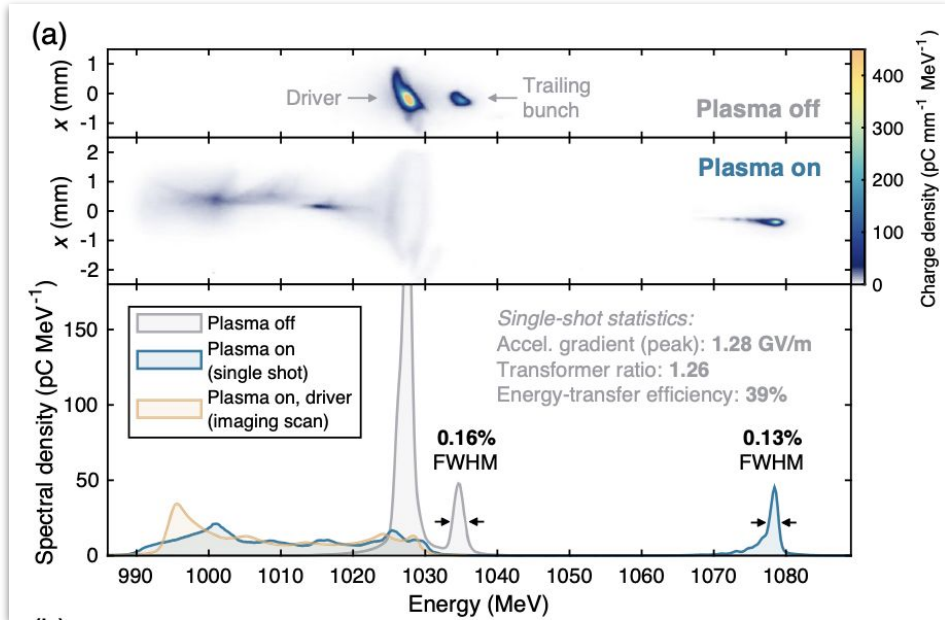 (a)
1
0
-1
x (mm)
Driver
Trailing
bunch
Plasma off
2
1
0
-1
-2
x (mm)
Plasma on
400
300
200
100
0
Charge density (pC mm⁻¹ MeV⁻¹)
Plasma off
Plasma on
(single shot)
Plasma on, driver
(imaging scan)
Single-shot statistics:
Accel. gradient (peak): 1.28 GV/m
Transformer ratio: 1.26
Energy-transfer efficiency: 39%
0.16%
FWHM
0.13%
FWHM
150
100
50
0
Spectral density (pC MeV⁻¹)
990 1000 1010 1020 1030 1040 1050 1060 1070 1080
Energy (MeV)